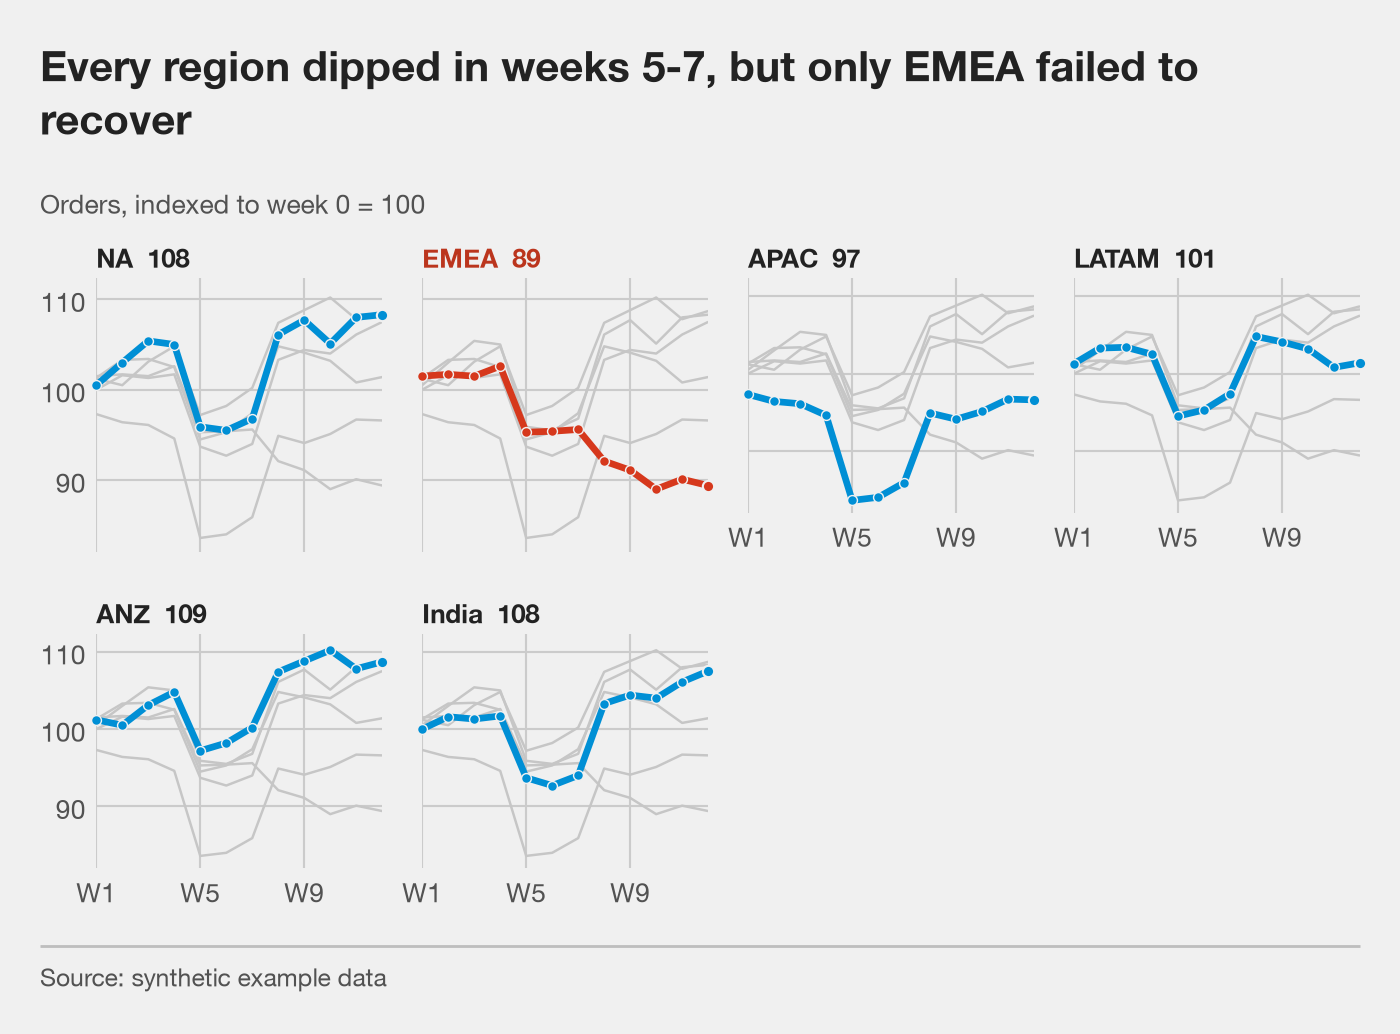 Every region dipped in weeks 5-7, but only EMEA failed to
recover
Orders, indexed to week 0 = 100
NA 108
EMEA 89
APAC 97
LATAM 101
110
100
90
W1 W5 W9
W1 W5 W9
ANZ 109
India 108
110
100
90
W1 W5 W9
W1 W5 W9
Source: synthetic example data